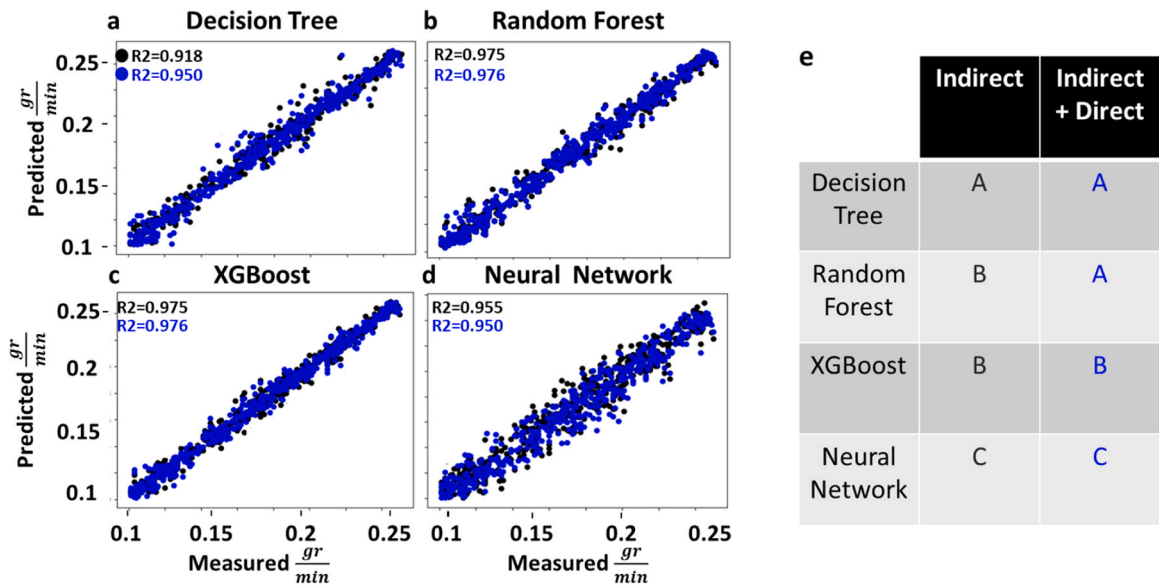 a Decision Tree
b Random Forest
R2=0.918
R2=0.950
R2=0.975
R2=0.976
0.25
0.2
0.15
0.1
Predicted gr/min
c XGBoost
d Neural Network
R2=0.975
R2=0.976
R2=0.955
R2=0.950
0.25
0.2
0.15
0.1
Predicted gr/min
0.1 0.15 0.2 0.25
0.1 0.15 0.2 0.25
Measured gr/min
Measured gr/min
e
Indirect
Indirect
+ Direct
Decision
Tree
A A
Random
Forest
B A
XGBoost B B
Neural
Network
C C